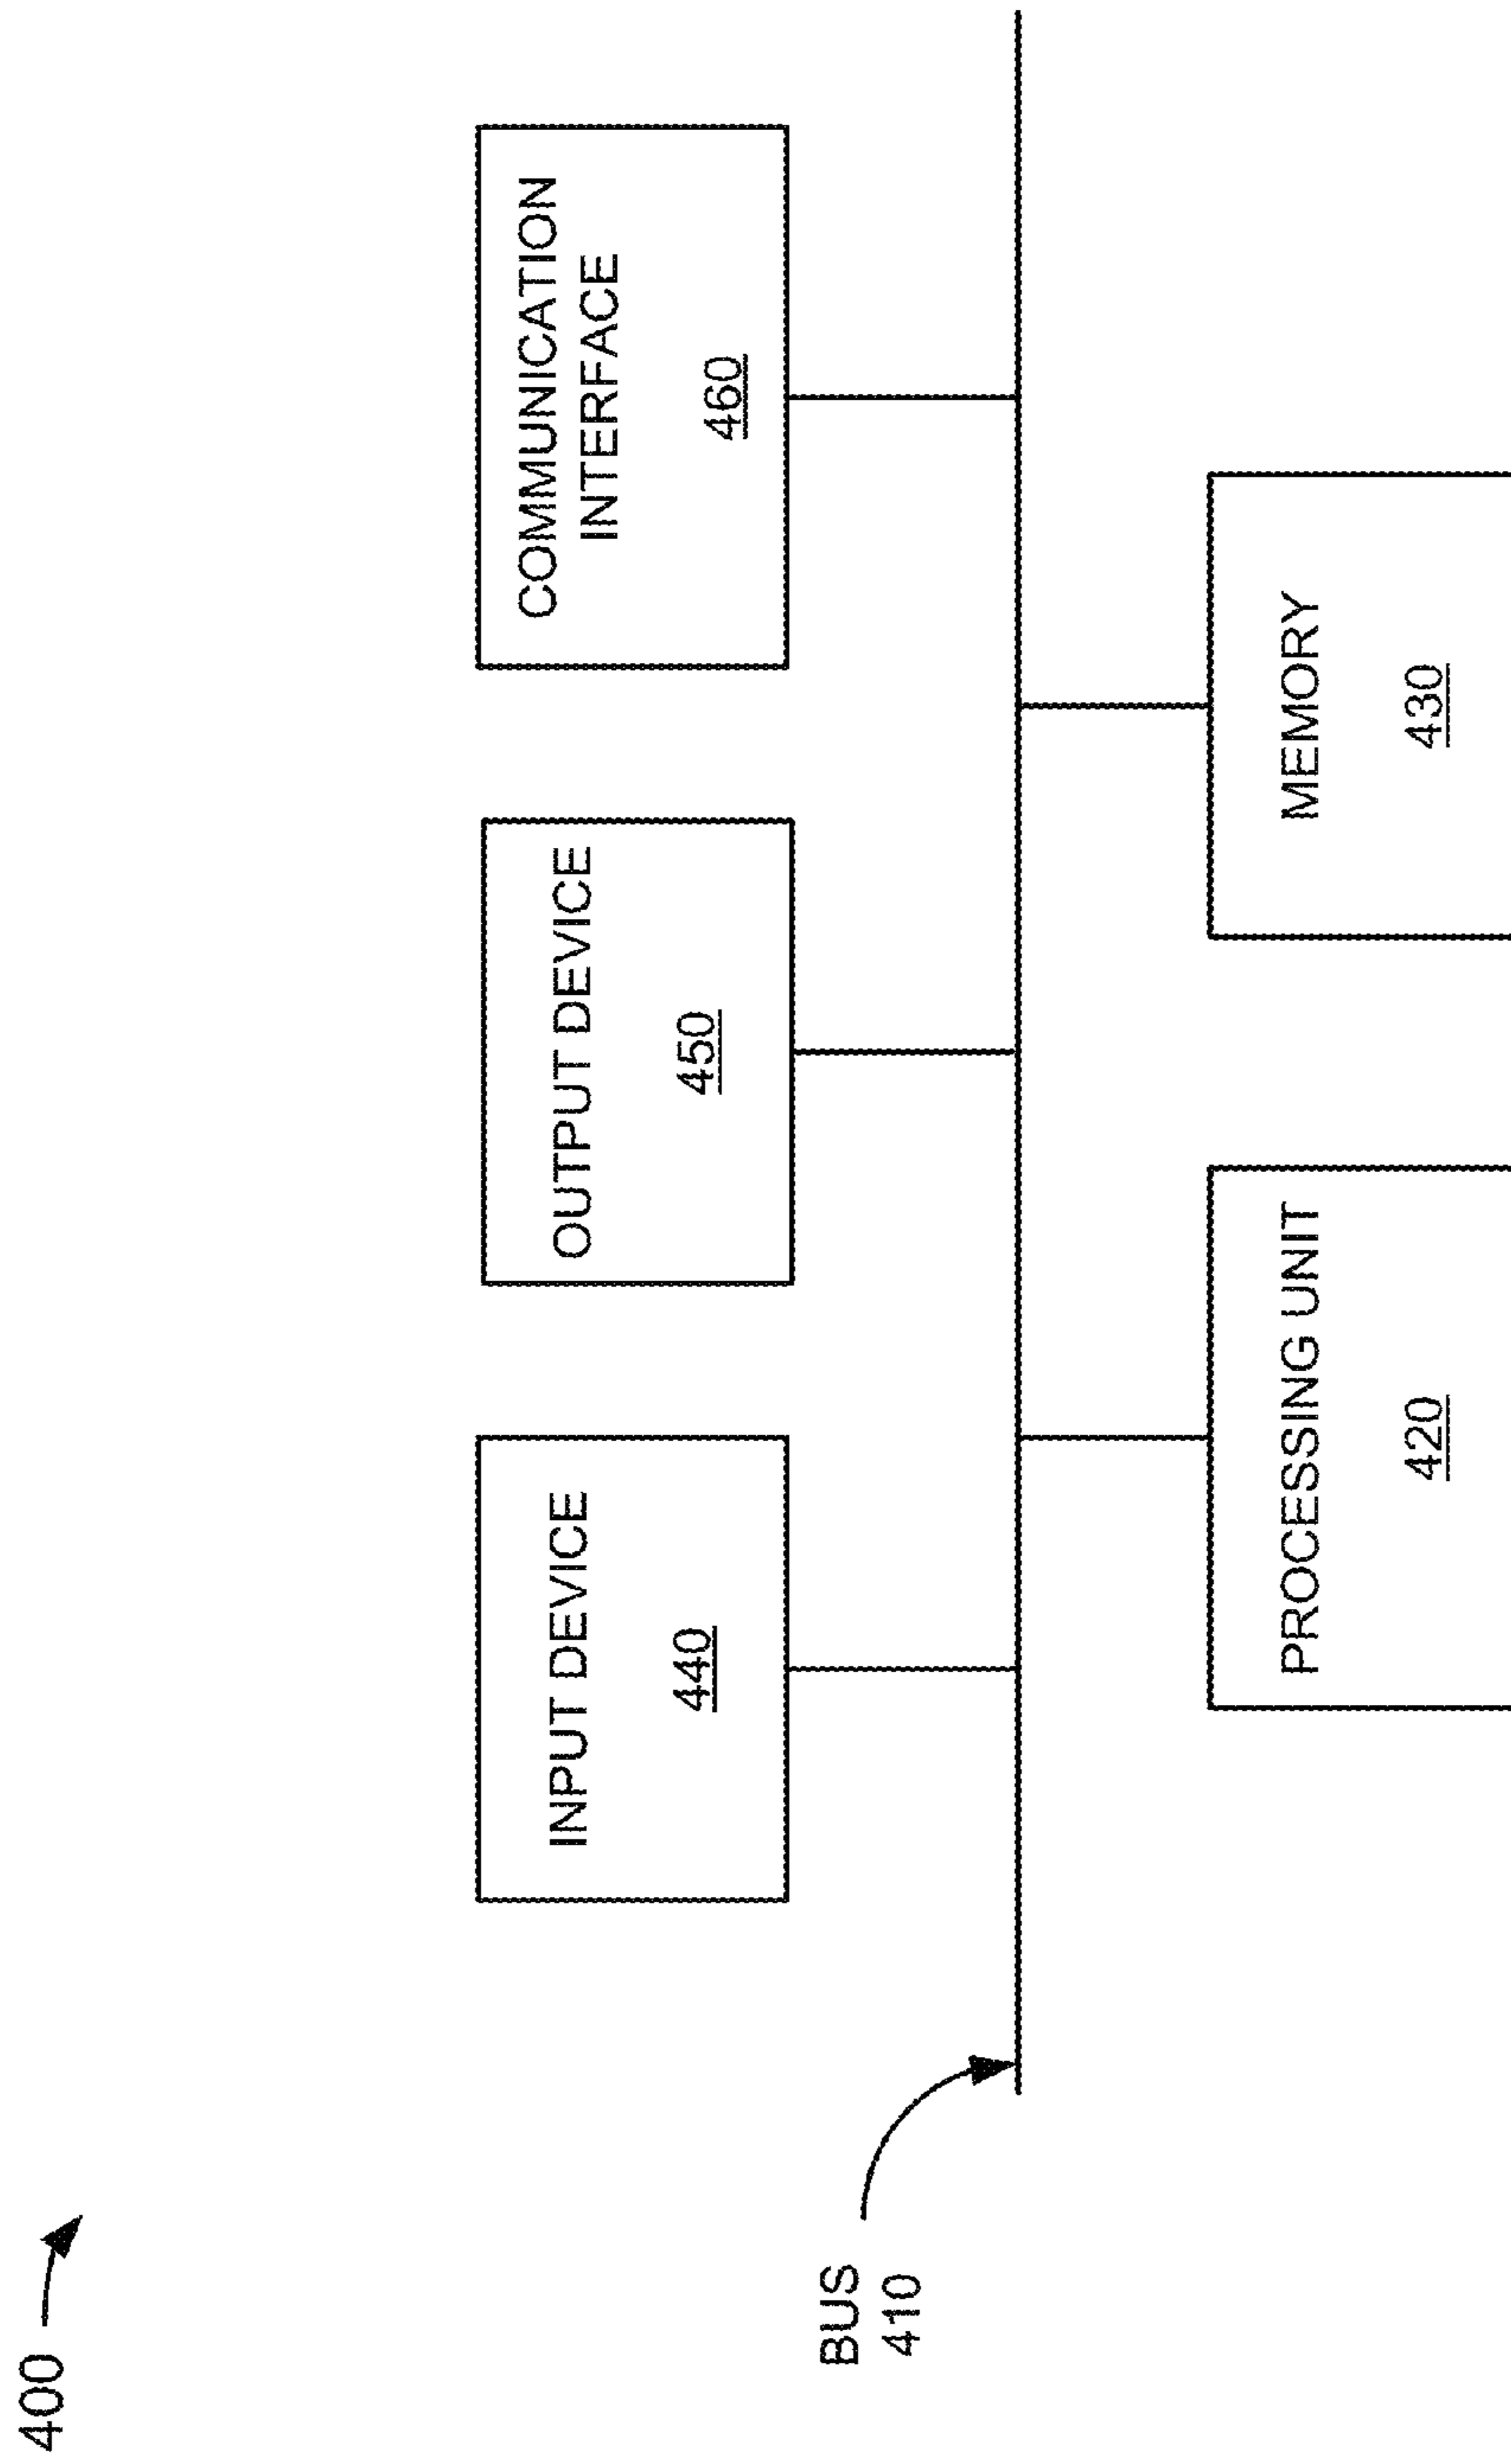 400
INPUT DEVICE
440
OUTPUT DEVICE
450
COMMUNICATION
INTERFACE
460
BUS
410
PROCESSING UNIT
420
MEMORY
430